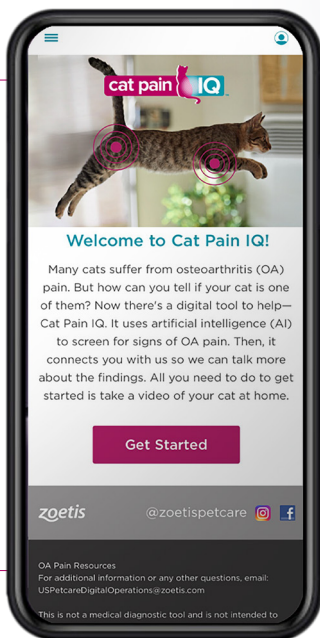 cat pain IQ™
Welcome to Cat Pain IQ!
Many cats suffer from osteoarthritis (OA)
pain. But how can you tell if your cat is one
of them? Now there's a digital tool to help—
Cat Pain IQ. It uses artificial intelligence (AI)
to screen for signs of OA pain. Then, it
connects you with us so we can talk more
about the findings. All you need to do to get
started is take a video of your cat at home.
Get Started
zoetis
@zoetispetcare
OA Pain Resources
For additional information or any other questions, email:
USPetcareDigitalOperations@zoetis.com
This is not a medical diagnostic tool and is not intended to